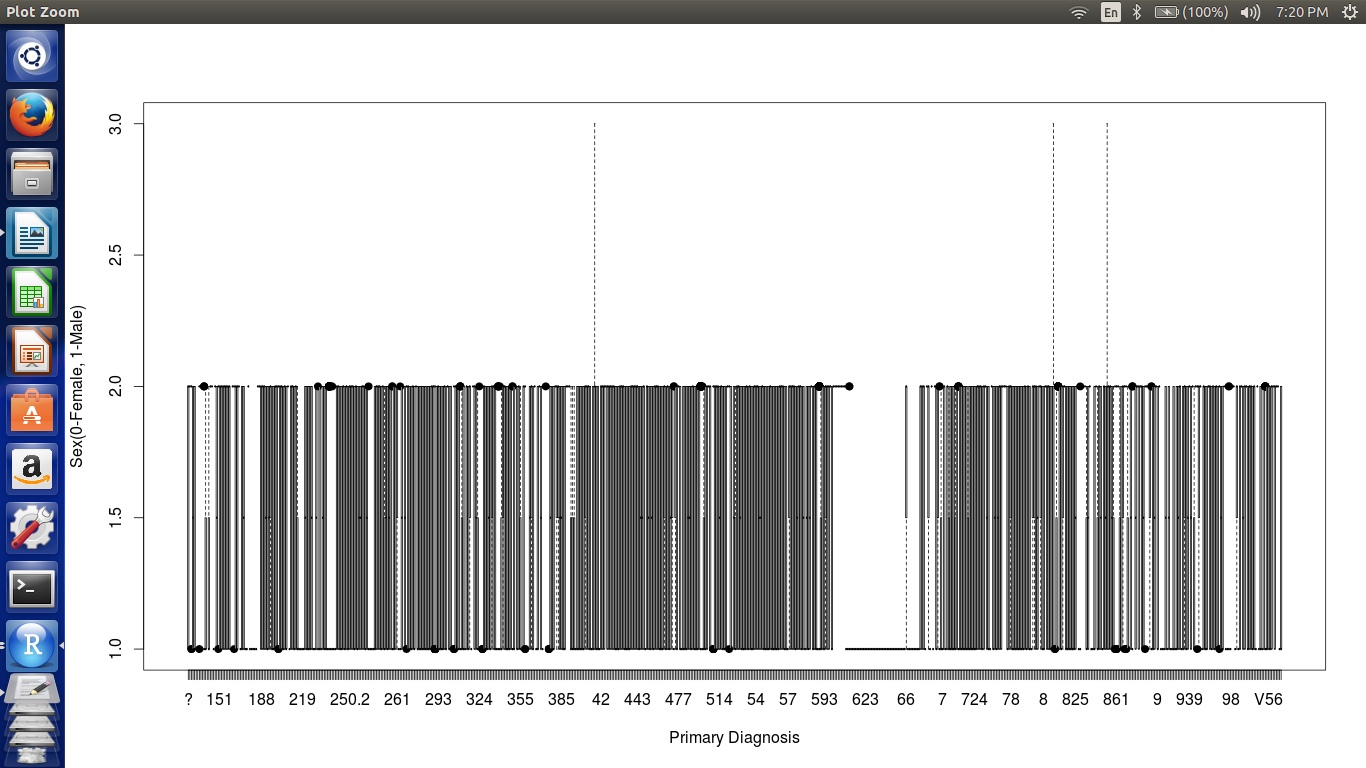 Plot Zoom
En
(100%)
7:20 PM
3.0
2.5
2.0
1.5
1.0
Sex(0-Female, 1-Male)
? 151 188 219 250.2 261 293 324 355 385 42 443 477 514 54 57 593 623 66 7 724 78 8 825 861 9 939 98 V56
Primary Diagnosis
A
a
>_
R